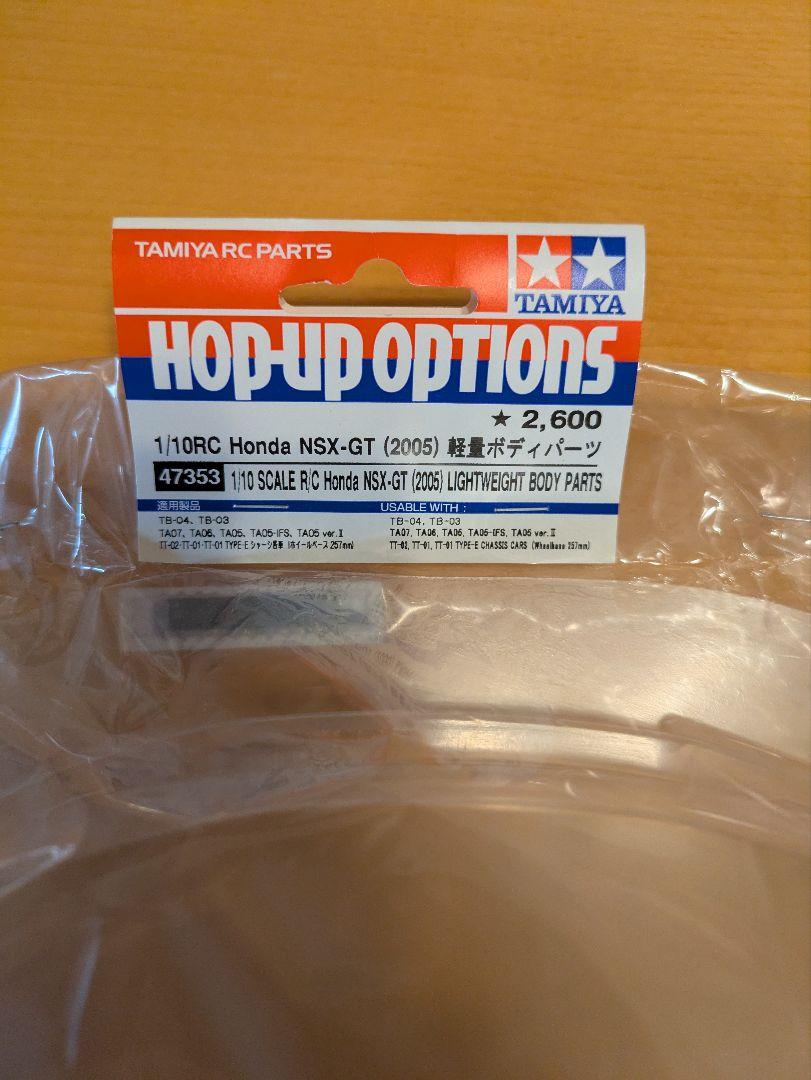 TAMIYA RC PARTS
TAMIYA
HOP-UP OPTIONS
★ 2,600
1/10RC Honda NSX-GT (2005) 軽量ボディパーツ
47353 1/10 SCALE R/C Honda NSX-GT (2005) LIGHTWEIGHT BODY PARTS
適用製品
TB-04、TB-03
TA07、TA06、TA05、TA05-IFS、TA05 ver.Ⅱ
TT-02・TT-01・TT-01 TYPE-E シャーシ各車 (ホイールベース 257mm)
USABLE WITH :
TB-04, TB-03
TA07, TA06, TA05, TA05-IFS, TA05 ver.Ⅱ
TT-02, TT-01, TT-01 TYPE-E CHASSIS CARS (Wheelbase 257mm)